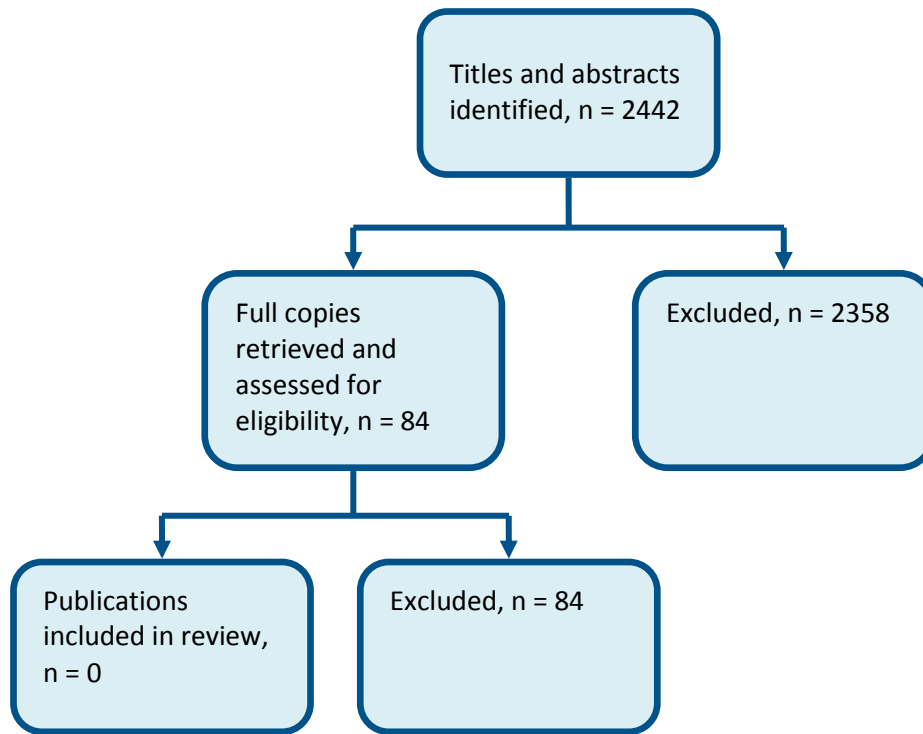 Titles and abstracts
identified, n = 2442
Full copies
retrieved and
assessed for
eligibility, n = 84
Excluded, n = 2358
Publications
included in review,
n = 0
Excluded, n = 84